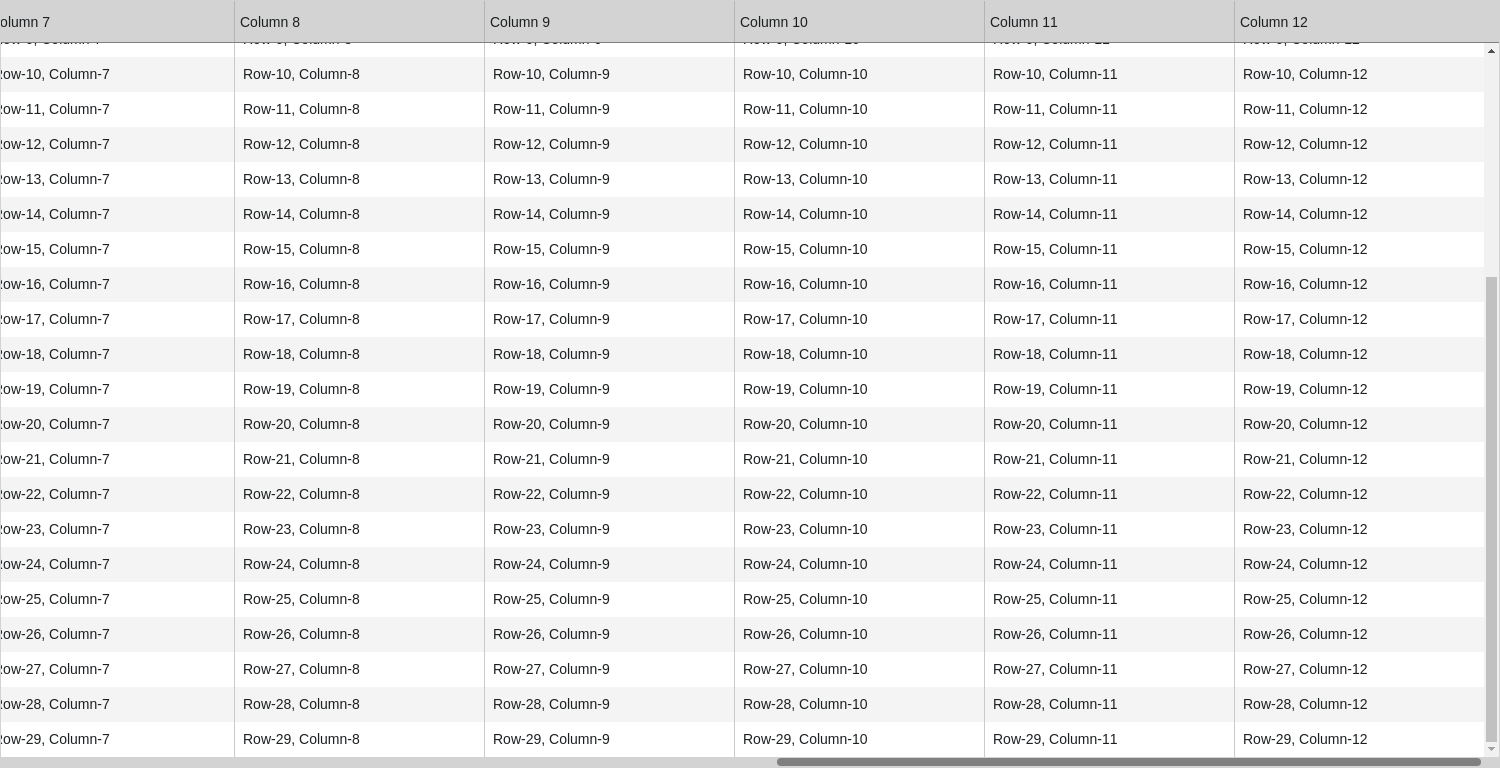 olumn 7 Column 8 Column 9 Column 10 Column 11 Column 12
ow-10, Column-7 Row-10, Column-8 Row-10, Column-9 Row-10, Column-10 Row-10, Column-11 Row-10, Column-12
ow-11, Column-7 Row-11, Column-8 Row-11, Column-9 Row-11, Column-10 Row-11, Column-11 Row-11, Column-12
ow-12, Column-7 Row-12, Column-8 Row-12, Column-9 Row-12, Column-10 Row-12, Column-11 Row-12, Column-12
ow-13, Column-7 Row-13, Column-8 Row-13, Column-9 Row-13, Column-10 Row-13, Column-11 Row-13, Column-12
ow-14, Column-7 Row-14, Column-8 Row-14, Column-9 Row-14, Column-10 Row-14, Column-11 Row-14, Column-12
ow-15, Column-7 Row-15, Column-8 Row-15, Column-9 Row-15, Column-10 Row-15, Column-11 Row-15, Column-12
ow-16, Column-7 Row-16, Column-8 Row-16, Column-9 Row-16, Column-10 Row-16, Column-11 Row-16, Column-12
ow-17, Column-7 Row-17, Column-8 Row-17, Column-9 Row-17, Column-10 Row-17, Column-11 Row-17, Column-12
ow-18, Column-7 Row-18, Column-8 Row-18, Column-9 Row-18, Column-10 Row-18, Column-11 Row-18, Column-12
ow-19, Column-7 Row-19, Column-8 Row-19, Column-9 Row-19, Column-10 Row-19, Column-11 Row-19, Column-12
ow-20, Column-7 Row-20, Column-8 Row-20, Column-9 Row-20, Column-10 Row-20, Column-11 Row-20, Column-12
ow-21, Column-7 Row-21, Column-8 Row-21, Column-9 Row-21, Column-10 Row-21, Column-11 Row-21, Column-12
ow-22, Column-7 Row-22, Column-8 Row-22, Column-9 Row-22, Column-10 Row-22, Column-11 Row-22, Column-12
ow-23, Column-7 Row-23, Column-8 Row-23, Column-9 Row-23, Column-10 Row-23, Column-11 Row-23, Column-12
ow-24, Column-7 Row-24, Column-8 Row-24, Column-9 Row-24, Column-10 Row-24, Column-11 Row-24, Column-12
ow-25, Column-7 Row-25, Column-8 Row-25, Column-9 Row-25, Column-10 Row-25, Column-11 Row-25, Column-12
ow-26, Column-7 Row-26, Column-8 Row-26, Column-9 Row-26, Column-10 Row-26, Column-11 Row-26, Column-12
ow-27, Column-7 Row-27, Column-8 Row-27, Column-9 Row-27, Column-10 Row-27, Column-11 Row-27, Column-12
ow-28, Column-7 Row-28, Column-8 Row-28, Column-9 Row-28, Column-10 Row-28, Column-11 Row-28, Column-12
ow-29, Column-7 Row-29, Column-8 Row-29, Column-9 Row-29, Column-10 Row-29, Column-11 Row-29, Column-12